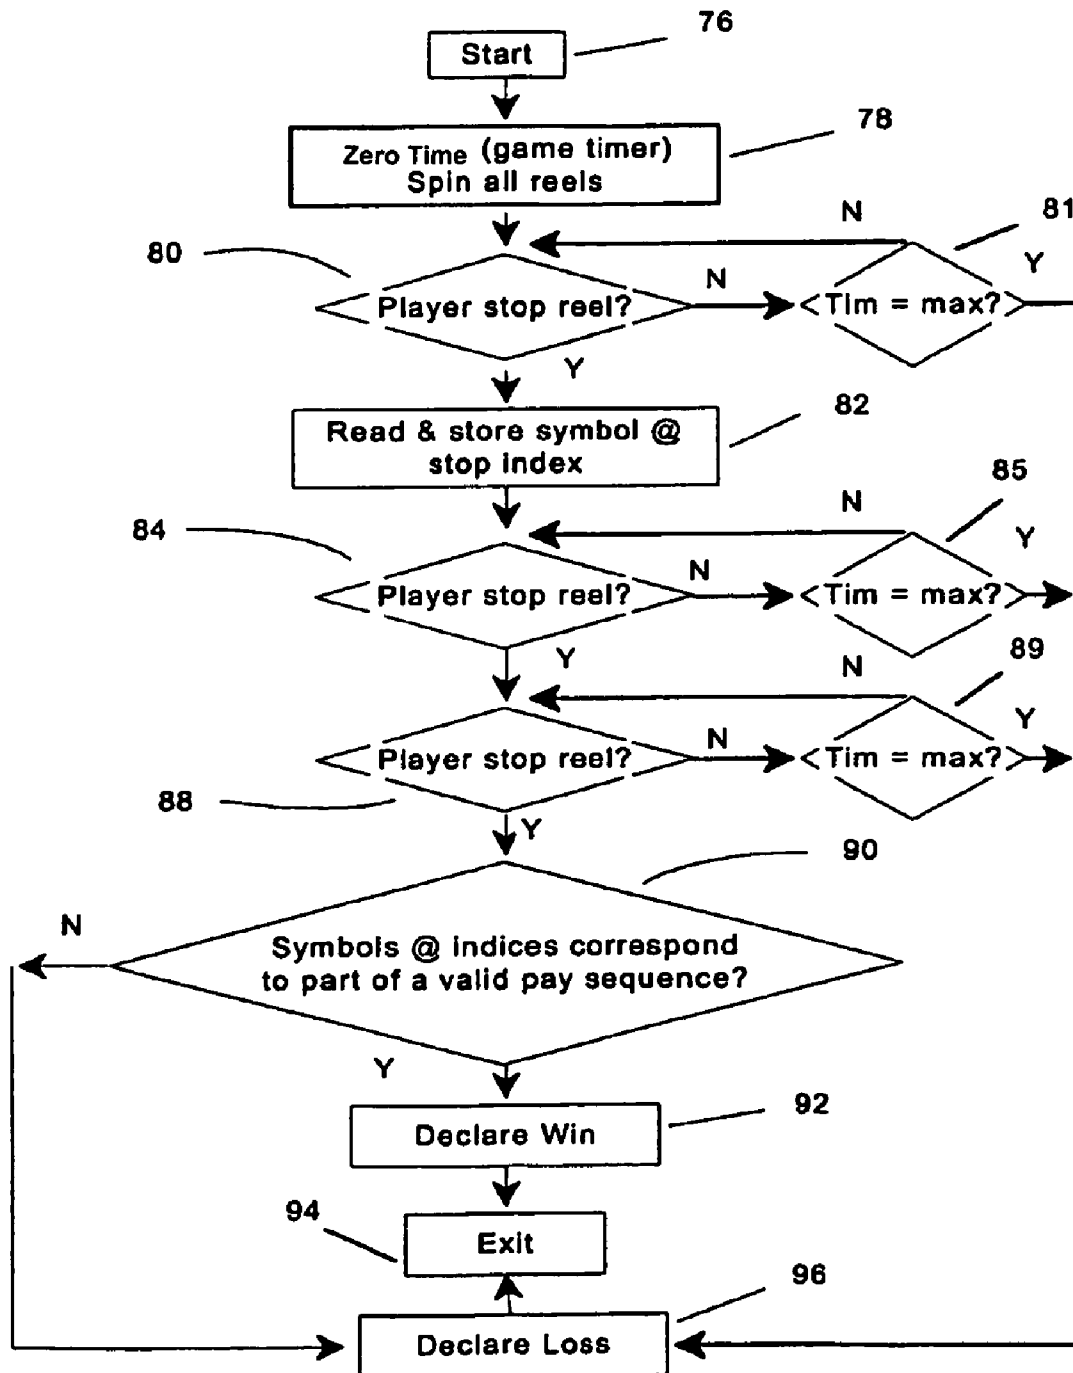 76
Start
78
Zero Time (game timer)
Spin all reels
N
81
80
Y
N
Player stop reel?
Tim = max?
Y
82
Read & store symbol @
stop index
85
N
84
Y
N
Player stop reel?
Tim = max?
Y
89
N
Y
N
Player stop reel?
Tim = max?
88
Y
90
N
Symbols @ indices correspond
to part of a valid pay sequence?
Y
92
Declare Win
94
Exit
96
Declare Loss